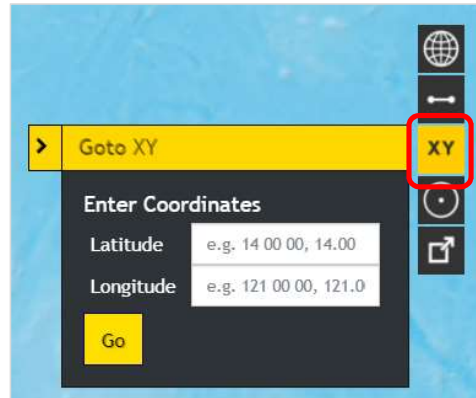 Goto XY
XY
Enter Coordinates
Latitude e.g. 14 00 00, 14.00
Longitude e.g. 121 00 00, 121.0
Go